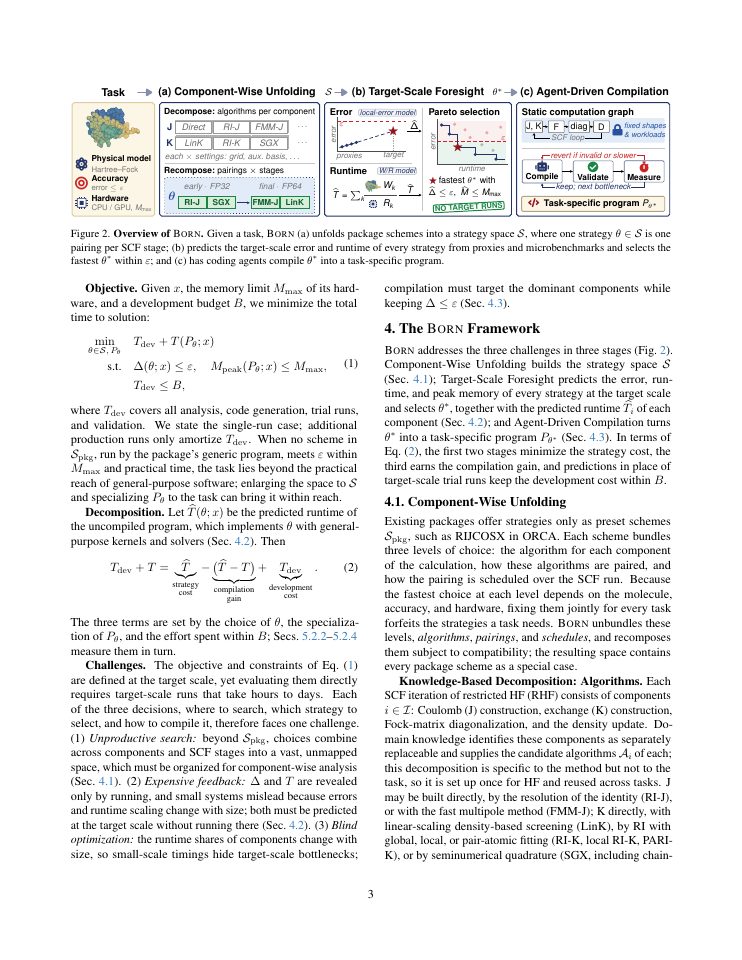 Task
(a) Component-Wise Unfolding
S
(b) Target-Scale Foresight
θ*
(c) Agent-Driven Compilation
Physical model
Hartree–Fock
Accuracy
error ≤ ε
Hardware
CPU / GPU, Mmax
Decompose: algorithms per component
J Direct RI-J FMM-J ...
K LinK RI-K SGX ...
each × settings: grid, aux. basis, ...
Recompose: pairings × stages
θ
early · FP32 final · FP64
RI-J SGX FMM-J LinK
Error local-error model
error
Δ̂
proxies target
Runtime W/R model
T̂ = Σk Wk / Rk T̂
Pareto selection
error
ε
runtime
★ fastest θ* with
Δ̂ ≤ ε, M̂ ≤ Mmax
NO TARGET RUNS
Static computation graph
J, K F diag D
SCF loop
fixed shapes
& workloads
revert if invalid or slower
Compile Validate Measure
keep; next bottleneck
</> Task-specific program Pθ*
Figure 2. Overview of BORN. Given a task, BORN (a) unfolds package schemes into a strategy space S, where one strategy θ ∈ S is one
pairing per SCF stage; (b) predicts the target-scale error and runtime of every strategy from proxies and microbenchmarks and selects the
fastest θ* within ε; and (c) has coding agents compile θ* into a task-specific program.
Objective. Given x, the memory limit Mmax of its hard-
ware, and a development budget B, we minimize the total
time to solution:
min θ∈S, Pθ Tdev + T(Pθ; x)
s.t. Δ(θ; x) ≤ ε, Mpeak(Pθ; x) ≤ Mmax, (1)
Tdev ≤ B,
where Tdev covers all analysis, code generation, trial runs,
and validation. We state the single-run case; additional
production runs only amortize Tdev. When no scheme in
Spkg, run by the package's generic program, meets ε within
Mmax and practical time, the task lies beyond the practical
reach of general-purpose software; enlarging the space to S
and specializing Pθ to the task can bring it within reach.
Decomposition. Let T̂(θ; x) be the predicted runtime of
the uncompiled program, which implements θ with general-
purpose kernels and solvers (Sec. 4.2). Then
Tdev + T = T̂ − (T̂ − T) + Tdev . (2)
strategy cost compilation gain development cost
The three terms are set by the choice of θ, the specializa-
tion of Pθ, and the effort spent within B; Secs. 5.2.2–5.2.4
measure them in turn.
Challenges. The objective and constraints of Eq. (1)
are defined at the target scale, yet evaluating them directly
requires target-scale runs that take hours to days. Each
of the three decisions, where to search, which strategy to
select, and how to compile it, therefore faces one challenge.
(1) Unproductive search: beyond Spkg, choices combine
across components and SCF stages into a vast, unmapped
space, which must be organized for component-wise analysis
(Sec. 4.1). (2) Expensive feedback: Δ and T are revealed
only by running, and small systems mislead because errors
and runtime scaling change with size; both must be predicted
at the target scale without running there (Sec. 4.2). (3) Blind
optimization: the runtime shares of components change with
size, so small-scale timings hide target-scale bottlenecks;
compilation must target the dominant components while
keeping Δ ≤ ε (Sec. 4.3).
4. The BORN Framework
BORN addresses the three challenges in three stages (Fig. 2).
Component-Wise Unfolding builds the strategy space S
(Sec. 4.1); Target-Scale Foresight predicts the error, run-
time, and peak memory of every strategy at the target scale
and selects θ*, together with the predicted runtime T̂i of each
component (Sec. 4.2); and Agent-Driven Compilation turns
θ* into a task-specific program Pθ* (Sec. 4.3). In terms of
Eq. (2), the first two stages minimize the strategy cost, the
third earns the compilation gain, and predictions in place of
target-scale trial runs keep the development cost within B.
4.1. Component-Wise Unfolding
Existing packages offer strategies only as preset schemes
Spkg, such as RIJCOSX in ORCA. Each scheme bundles
three levels of choice: the algorithm for each component
of the calculation, how these algorithms are paired, and
how the pairing is scheduled over the SCF run. Because
the fastest choice at each level depends on the molecule,
accuracy, and hardware, fixing them jointly for every task
forfeits the strategies a task needs. BORN unbundles these
levels, algorithms, pairings, and schedules, and recomposes
them subject to compatibility; the resulting space contains
every package scheme as a special case.
Knowledge-Based Decomposition: Algorithms. Each
SCF iteration of restricted HF (RHF) consists of components
i ∈ I: Coulomb (J) construction, exchange (K) construction,
Fock-matrix diagonalization, and the density update. Do-
main knowledge identifies these components as separately
replaceable and supplies the candidate algorithms Ai of each;
this decomposition is specific to the method but not to the
task, so it is set up once for HF and reused across tasks. J
may be built directly, by the resolution of the identity (RI-J),
or with the fast multipole method (FMM-J); K directly, with
linear-scaling density-based screening (LinK), by RI with
global, local, or pair-atomic fitting (RI-K, local RI-K, PARI-
K), or by seminumerical quadrature (SGX, including chain-
3